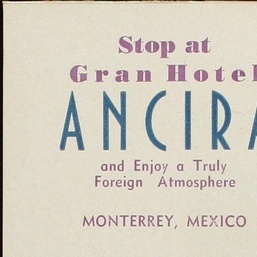 Stop at
Gran Hotel
ANCIRA
and Enjoy a Truly
Foreign Atmosphere
MONTERREY, MEXICO